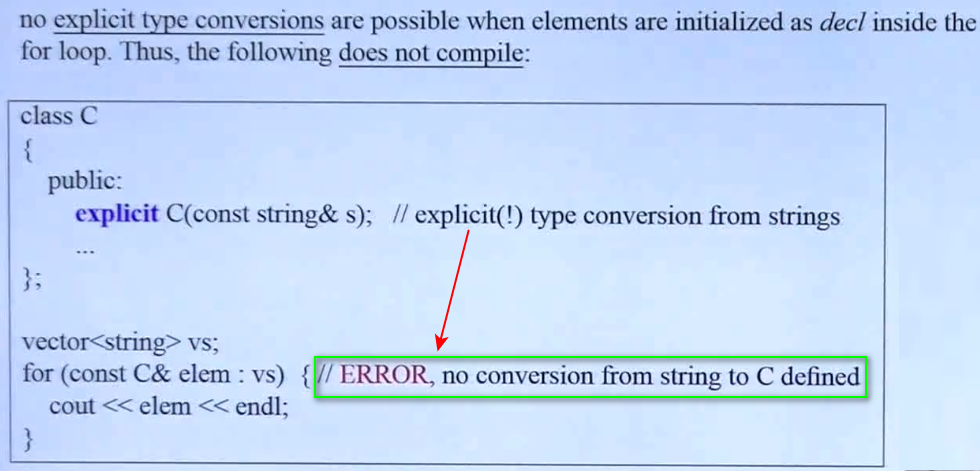 no explicit type conversions are possible when elements are initialized as decl inside the
for loop. Thus, the following does not compile:
class C
{
public:
explicit C(const string& s); // explicit(!) type conversion from strings
...
};
vector<string> vs;
for (const C& elem : vs) { // ERROR, no conversion from string to C defined
cout << elem << endl;
}